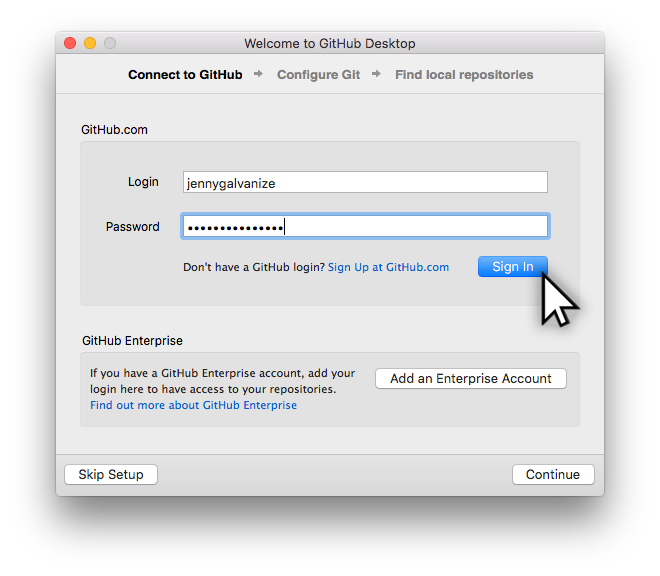 Welcome to GitHub Desktop
Connect to GitHub Configure Git Find local repositories
GitHub.com
Login jennygalvanize
Password •••••••••••••••
Don't have a GitHub login? Sign Up at GitHub.com Sign In
GitHub Enterprise
If you have a GitHub Enterprise account, add your
login here to have access to your repositories.
Find out more about GitHub Enterprise
Add an Enterprise Account
Skip Setup Continue